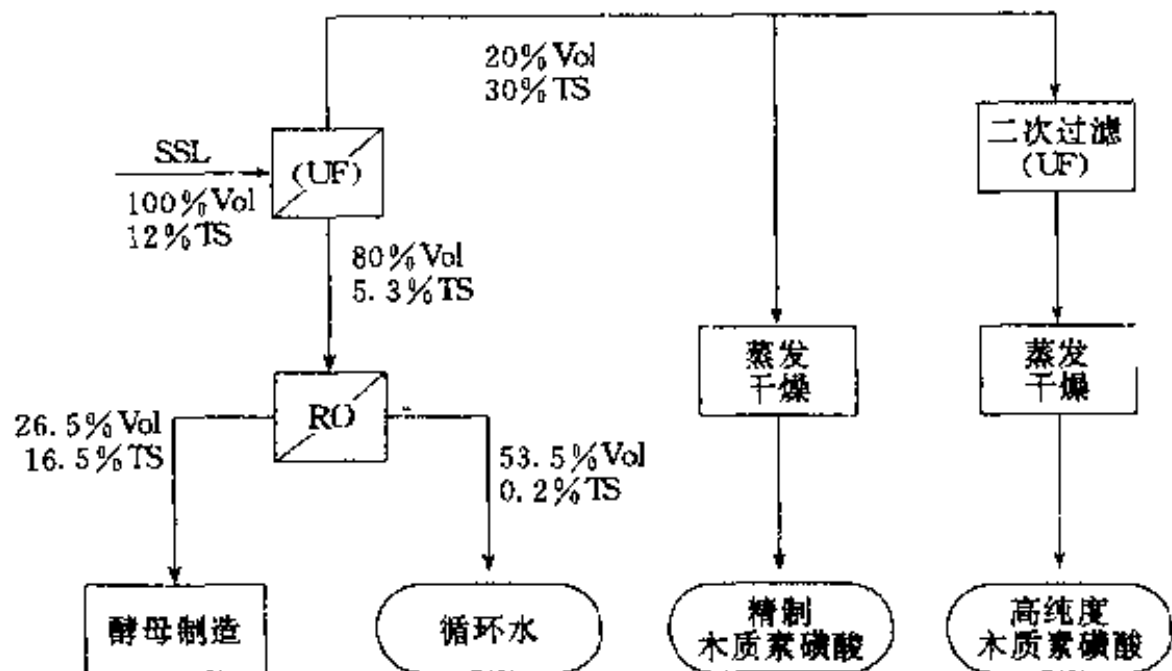 20%Vol
30%TS
二次过滤
(UF)
SSL
(UF)
100%Vol
12%TS
80%Vol
5.3%TS
蒸发
干燥
蒸发
干燥
RO
26.5%Vol
16.5%TS
53.5%Vol
0.2%TS
酵母制造
循环水
精制
木质素磺酸
高纯度
木质素磺酸